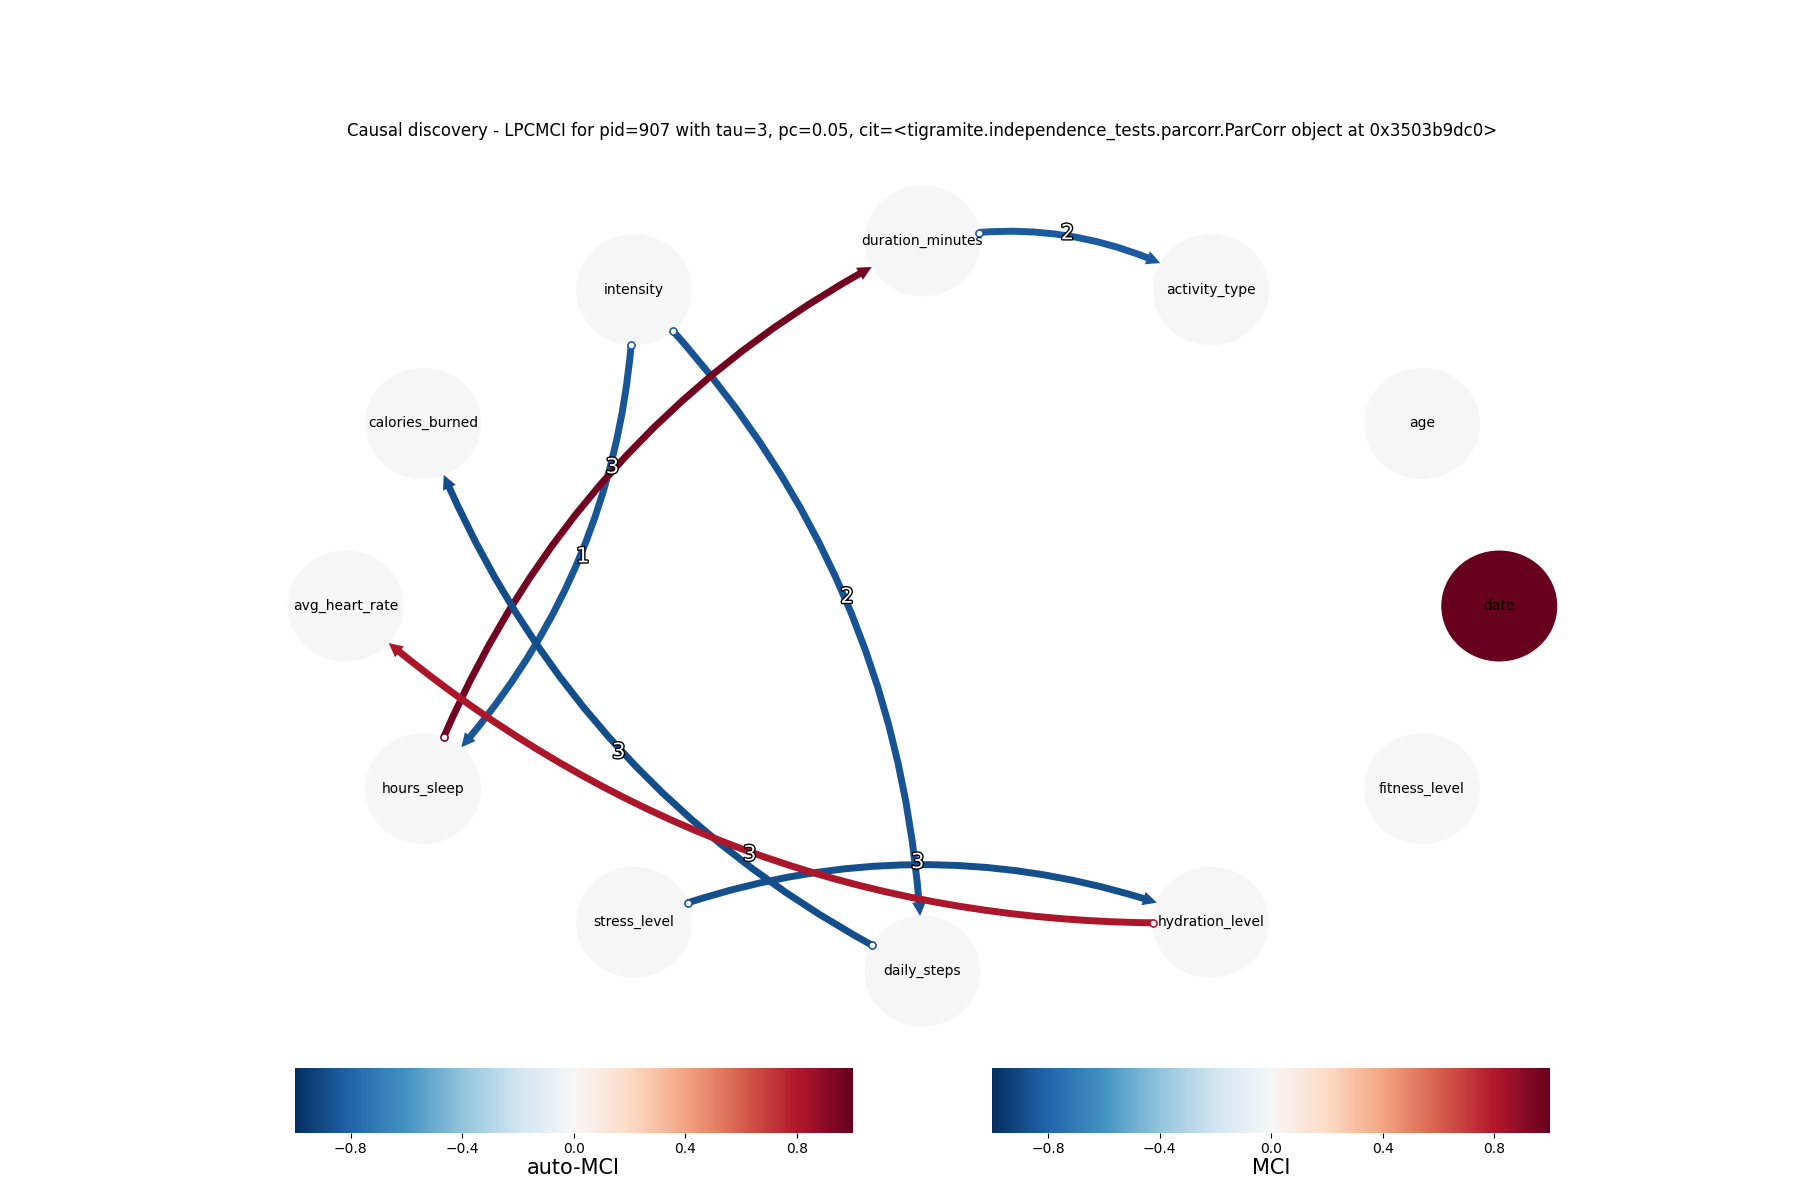 Causal discovery - LPCMCI for pid=907 with tau=3, pc=0.05, cit=<tigramite.independence_tests.parcorr.ParCorr object at 0x3503b9dc0>
duration_minutes
2
intensity
activity_type
calories_burned
age
3
1
2
avg_heart_rate
date
3
hours_sleep
fitness_level
3
3
stress_level
hydration_level
daily_steps
−0.8 −0.4 0.0 0.4 0.8
auto-MCI
−0.8 −0.4 0.0 0.4 0.8
MCI